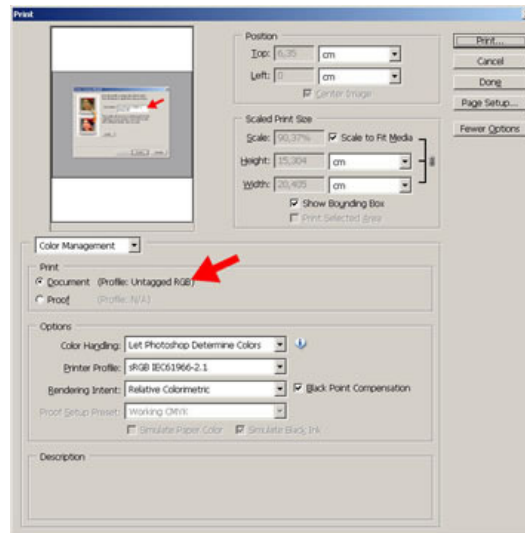 Print
Position
Top: 6,35 cm
Left: 0 cm
Center Image
Scaled Print Size
Scale: 90,37% Scale to Fit Media
Height: 15,304 cm
Width: 20,405 cm
Show Bounding Box
Print Selected Area
Print...
Cancel
Done
Page Setup...
Fewer Options
Color Management
Print
Document (Profile: Untagged RGB)
Proof (Profile: N/A)
Options
Color Handling: Let Photoshop Determine Colors
Printer Profile: sRGB IEC61966-2.1
Rendering Intent: Relative Colorimetric Black Point Compensation
Proof Setup Preset: Working CMYK
Simulate Paper Color Simulate Black Ink
Description